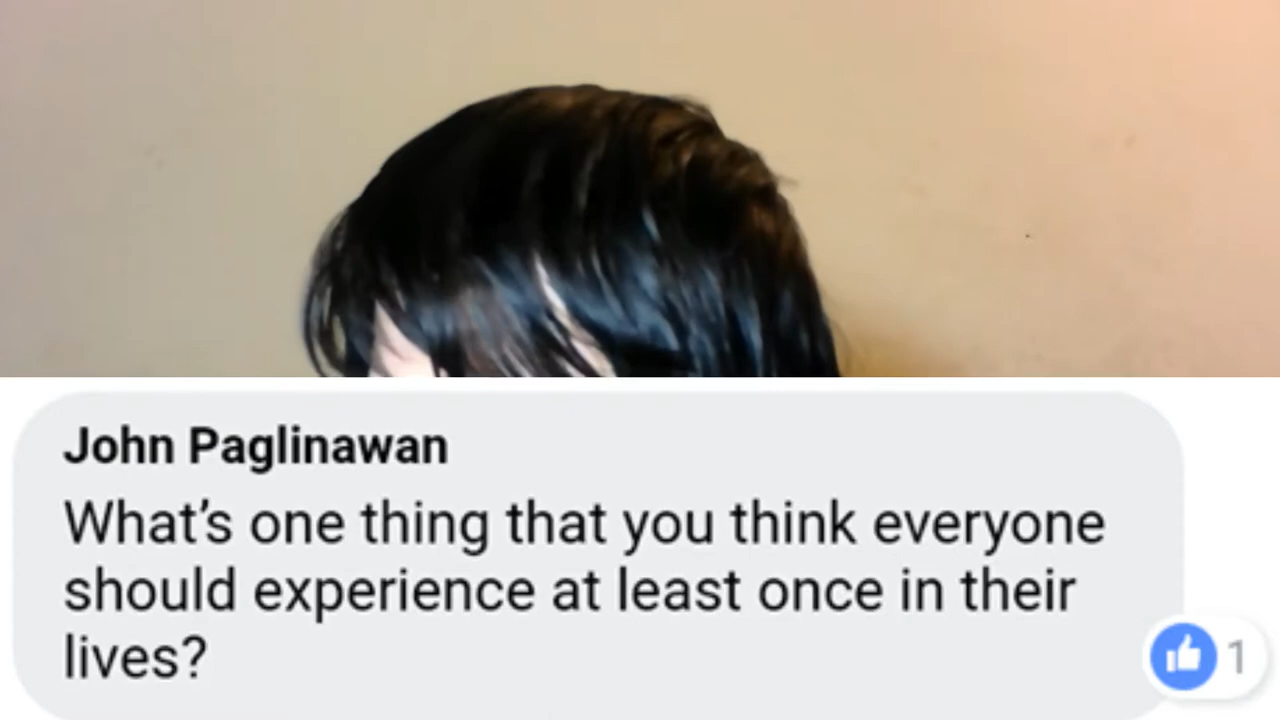 John Paglinawan
What’s one thing that you think everyone
should experience at least once in their
lives?
1